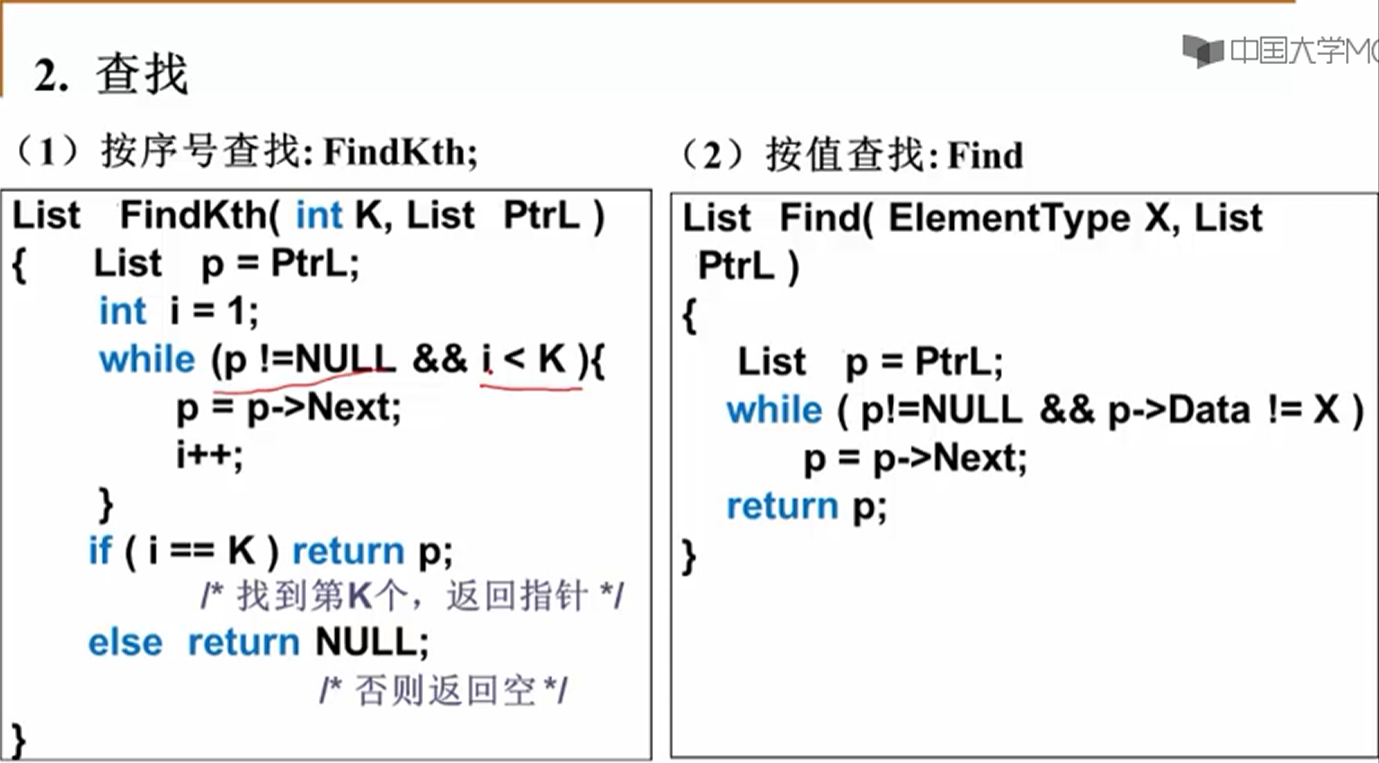 中国大学MO
2. 查找
（1）按序号查找: FindKth;
List FindKth( int K, List PtrL )
{ List p = PtrL;
int i = 1;
while (p !=NULL && i < K ){
p = p->Next;
i++;
}
if ( i == K ) return p;
/* 找到第K个，返回指针 */
else return NULL;
/* 否则返回空 */
}
（2）按值查找: Find
List Find( ElementType X, List
PtrL )
{
List p = PtrL;
while ( p!=NULL && p->Data != X )
p = p->Next;
return p;
}